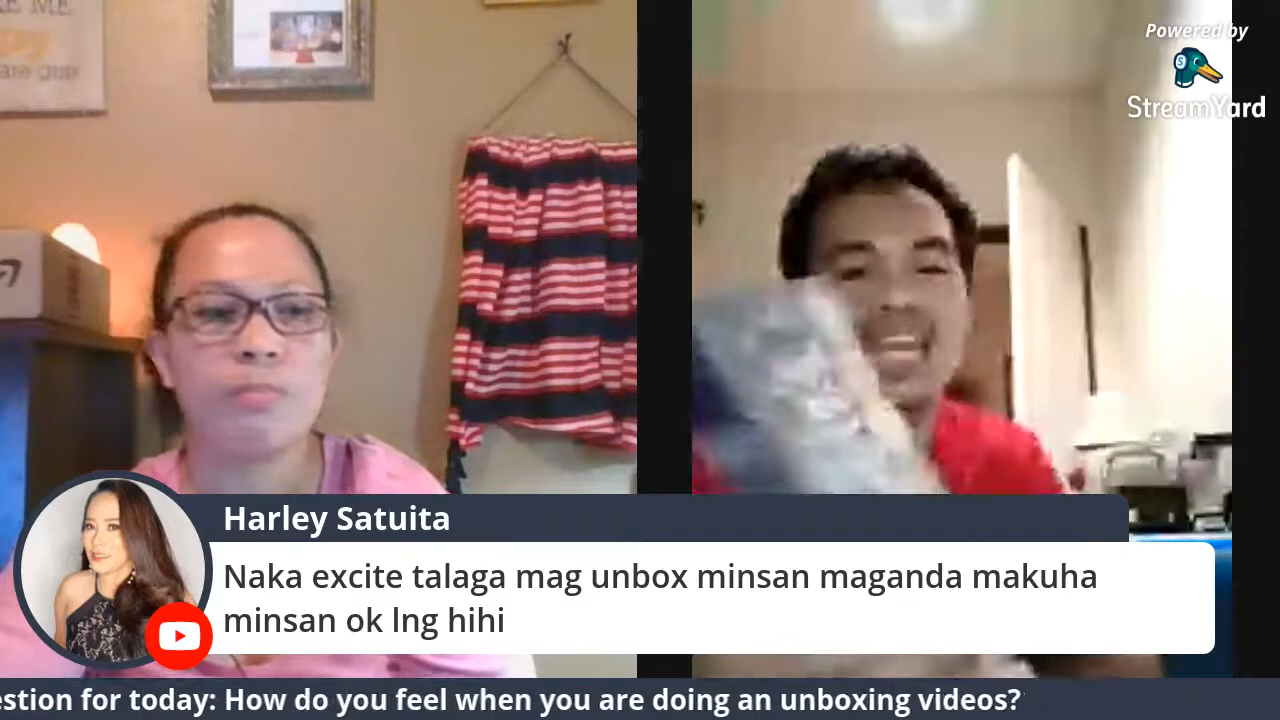 Powered by
StreamYard
Harley Satuita
Naka excite talaga mag unbox minsan maganda makuha
minsan ok lng hihi
estion for today: How do you feel when you are doing an unboxing videos?